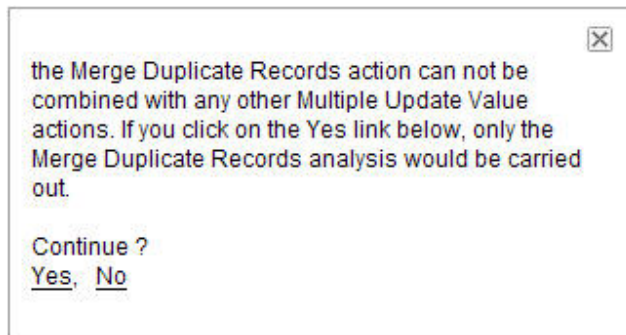 the Merge Duplicate Records action can not be
combined with any other Multiple Update Value
actions. If you click on the Yes link below, only the
Merge Duplicate Records analysis would be carried
out.
Continue ?
Yes, No